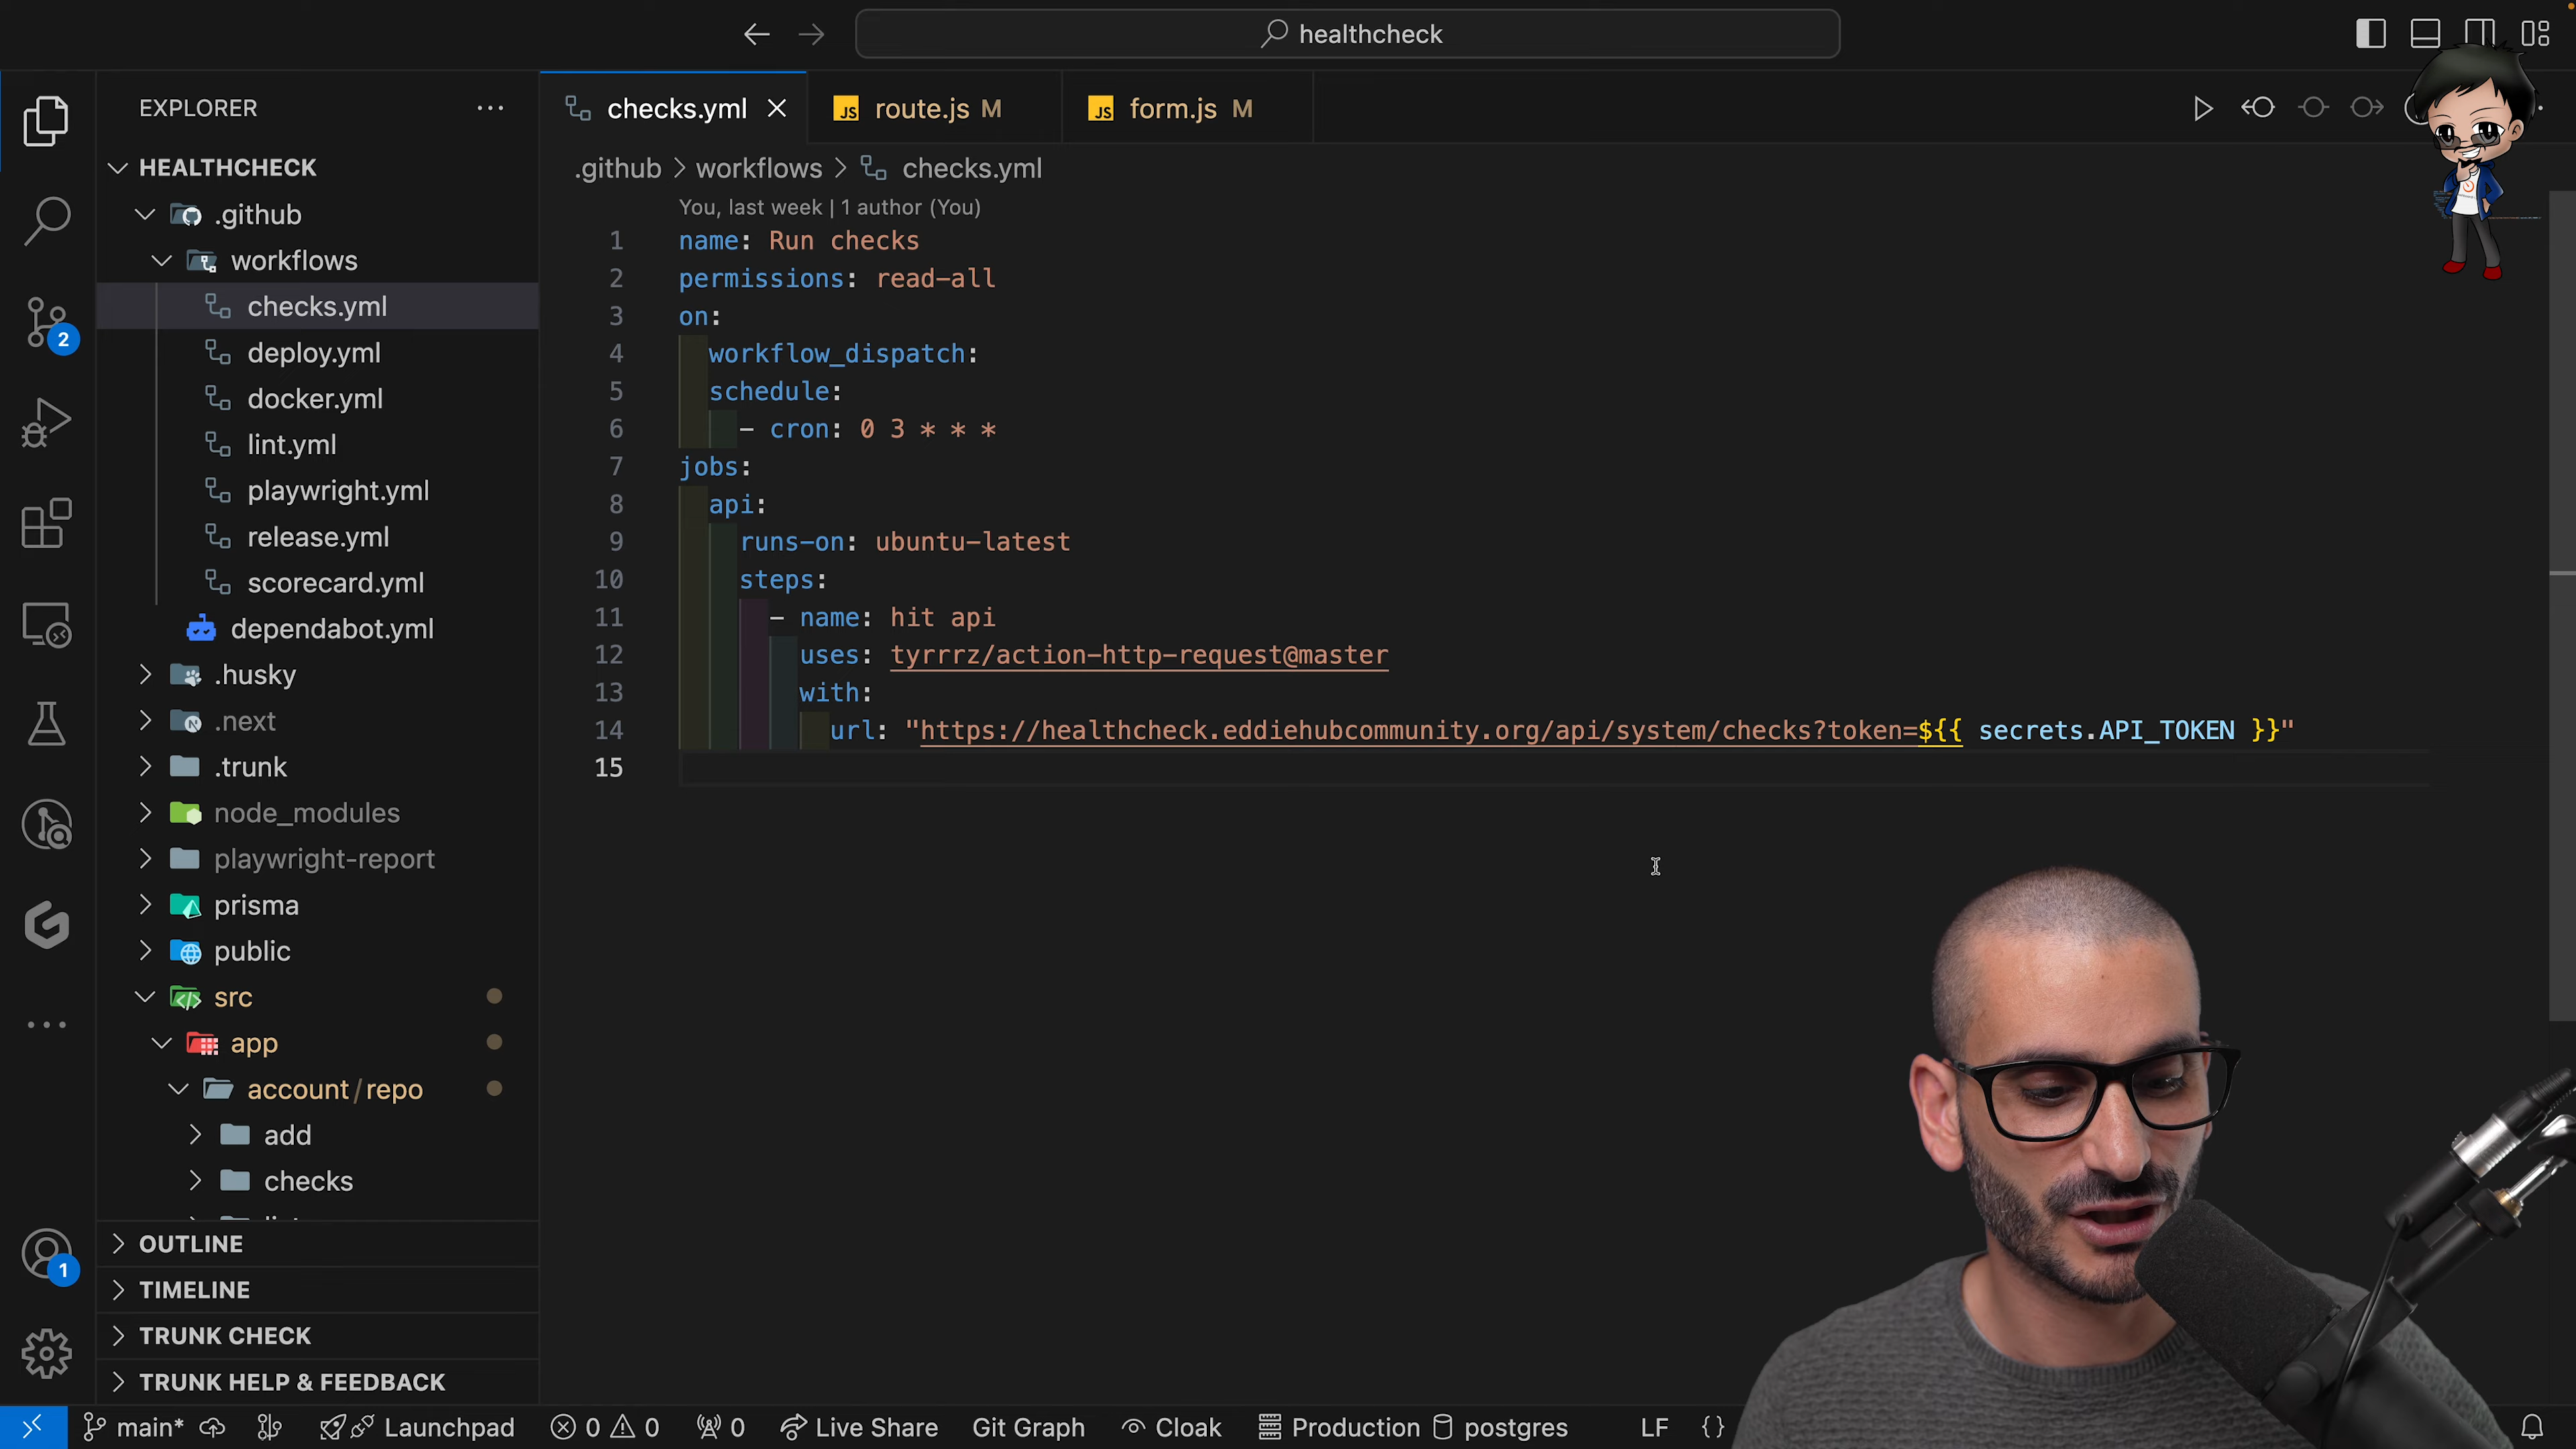 healthcheck
EXPLORER
checks.yml
route.js M
form.js M
HEALTHCHECK
.github > workflows > checks.yml
.github
You, last week | 1 author (You)
workflows
checks.yml
deploy.yml
docker.yml
lint.yml
playwright.yml
release.yml
scorecard.yml
dependabot.yml
.husky
.next
.trunk
node_modules
playwright-report
prisma
public
src
app
account/repo
add
checks
OUTLINE
TIMELINE
TRUNK CHECK
TRUNK HELP & FEEDBACK
2
1
1 name: Run checks
2 permissions: read-all
3 on:
4 workflow_dispatch:
5 schedule:
6 - cron: 0 3 * * *
7 jobs:
8 api:
9 runs-on: ubuntu-latest
10 steps:
11 - name: hit api
12 uses: tyrrrz/action-http-request@master
13 with:
14 url: "https://healthcheck.eddiehubcommunity.org/api/system/checks?token=${{ secrets.API_TOKEN }}"
15
main* Launchpad 0 0 0 Live Share Git Graph Cloak Production postgres LF {}